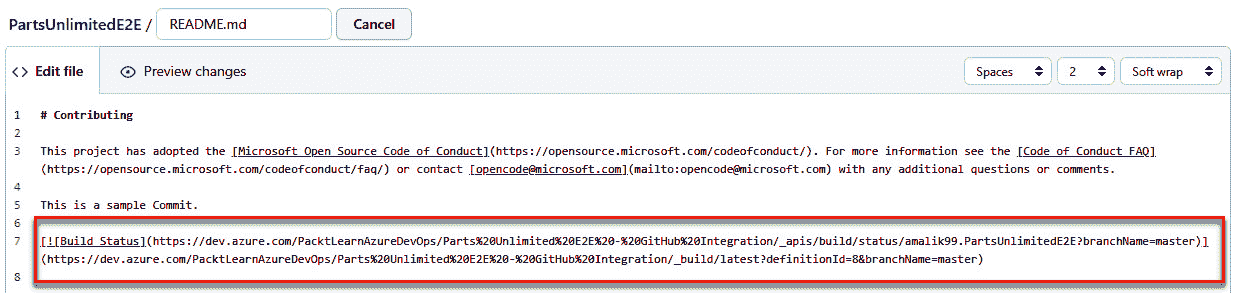 PartsUnlimitedE2E / README.md Cancel
<> Edit file Preview changes Spaces 2 Soft wrap
1 # Contributing
2
3 This project has adopted the [Microsoft Open Source Code of Conduct](https://opensource.microsoft.com/codeofconduct/). For more information see the [Code of Conduct FAQ]
(https://opensource.microsoft.com/codeofconduct/faq/) or contact [opencode@microsoft.com](mailto:opencode@microsoft.com) with any additional questions or comments.
4
5 This is a sample Commit.
6
7 [![Build Status](https://dev.azure.com/PacktLearnAzureDevOps/Parts%20Unlimited%20E2E%20-%20GitHub%20Integration/_apis/build/status/amalik99.PartsUnlimitedE2E?branchName=master)]
(https://dev.azure.com/PacktLearnAzureDevOps/Parts%20Unlimited%20E2E%20-%20GitHub%20Integration/_build/latest?definitionId=8&branchName=master)
8